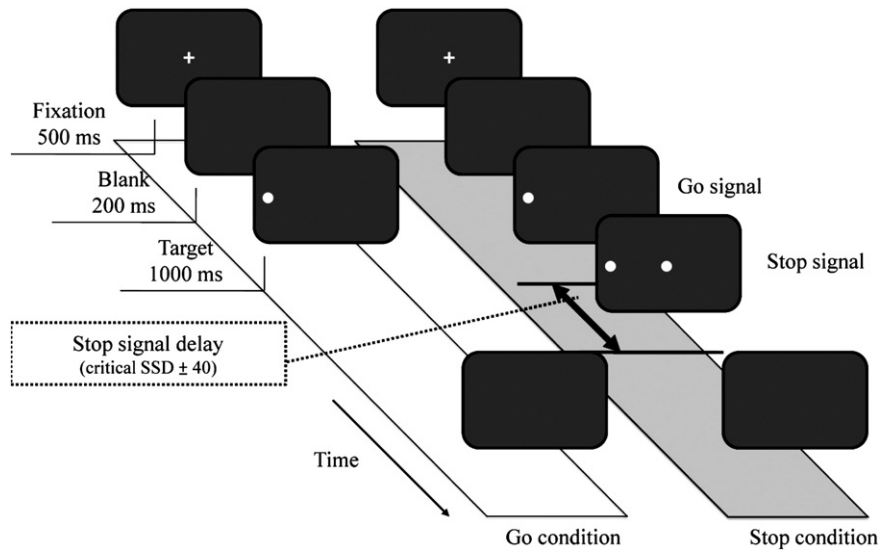 Fixation
500 ms
Blank
200 ms
Target
1000 ms
Go signal
Stop signal
Stop signal delay
(critical SSD ± 40)
Time
Go condition
Stop condition